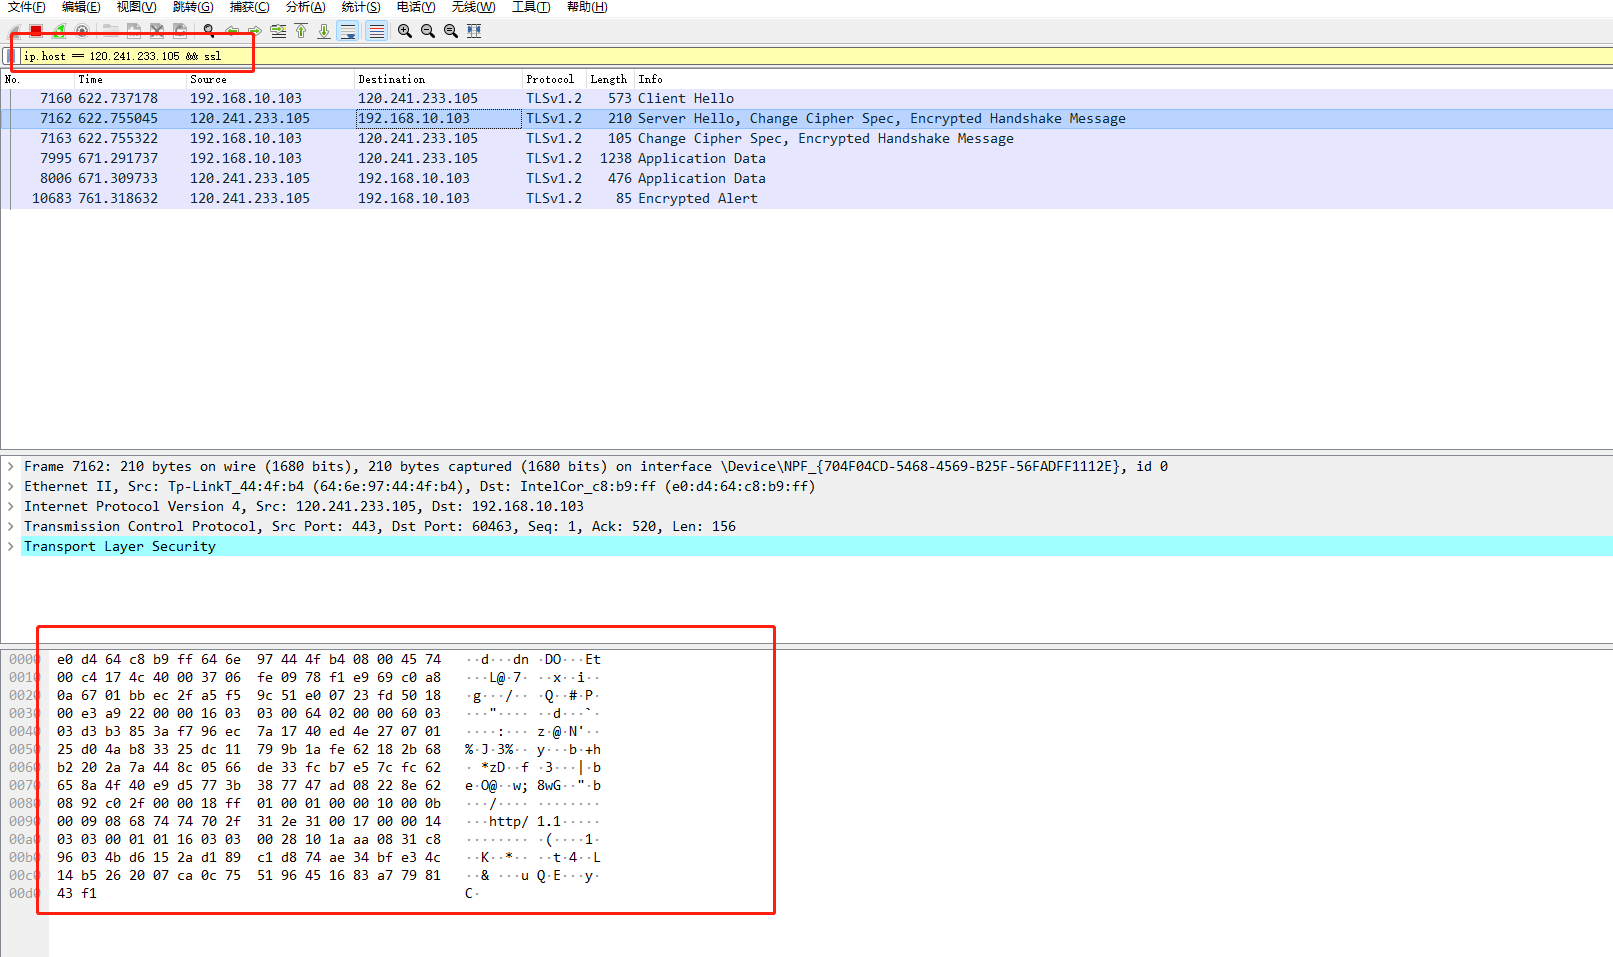 文件(F) 编辑(E) 视图(V) 跳转(G) 捕获(C) 分析(A) 统计(S) 电话(Y) 无线(W) 工具(T) 帮助(H)
ip.host == 120.241.233.105 && ssl
No. Time Source Destination Protocol Length Info
7160 622.737178 192.168.10.103 120.241.233.105 TLSv1.2 573 Client Hello
7162 622.755045 120.241.233.105 192.168.10.103 TLSv1.2 210 Server Hello, Change Cipher Spec, Encrypted Handshake Message
7163 622.755322 192.168.10.103 120.241.233.105 TLSv1.2 105 Change Cipher Spec, Encrypted Handshake Message
7995 671.291737 192.168.10.103 120.241.233.105 TLSv1.2 1238 Application Data
8006 671.309733 120.241.233.105 192.168.10.103 TLSv1.2 476 Application Data
10683 761.318632 120.241.233.105 192.168.10.103 TLSv1.2 85 Encrypted Alert
Frame 7162: 210 bytes on wire (1680 bits), 210 bytes captured (1680 bits) on interface \Device\NPF_{704F04CD-5468-4569-B25F-56FADFF1112E}, id 0
Ethernet II, Src: Tp-LinkT_44:4f:b4 (64:6e:97:44:4f:b4), Dst: IntelCor_c8:b9:ff (e0:d4:64:c8:b9:ff)
Internet Protocol Version 4, Src: 120.241.233.105, Dst: 192.168.10.103
Transmission Control Protocol, Src Port: 443, Dst Port: 60463, Seq: 1, Ack: 520, Len: 156
Transport Layer Security
0000 e0 d4 64 c8 b9 ff 64 6e 97 44 4f b4 08 00 45 74 ··d···dn ·DO···Et
0010 00 c4 17 4c 40 00 37 06 fe 09 78 f1 e9 69 c0 a8 ···L@·7· ··x··i··
0020 0a 67 01 bb ec 2f a5 f5 9c 51 e0 07 23 fd 50 18 ·g···/·· ·Q··#·P·
0030 00 e3 a9 22 00 00 16 03 03 00 64 02 00 00 60 03 ···"···· ··d···`·
0040 03 d3 b3 85 3a f7 96 ec 7a 17 40 ed 4e 27 07 01 ····:··· z·@·N'··
0050 25 d0 4a b8 33 25 dc 11 79 9b 1a fe 62 18 2b 68 %·J·3%·· y···b·+h
0060 b2 20 2a 7a 44 8c 05 66 de 33 fc b7 e5 7c fc 62 · *zD··f ·3···|·b
0070 65 8a 4f 40 e9 d5 77 3b 38 77 47 ad 08 22 8e 62 e·O@··w; 8wG··"·b
0080 08 92 c0 2f 00 00 18 ff 01 00 01 00 00 10 00 0b ···/···· ········
0090 00 09 08 68 74 74 70 2f 31 2e 31 00 17 00 00 14 ···http/ 1.1·····
00a0 03 03 00 01 01 16 03 03 00 28 10 1a aa 08 31 c8 ········ ·(····1·
00b0 96 03 4b d6 15 2a d1 89 c1 d8 74 ae 34 bf e3 4c ··K··*·· ··t·4··L
00c0 14 b5 26 20 07 ca 0c 75 51 96 45 16 83 a7 79 81 ··& ···u Q·E···y·
00d0 43 f1 C·